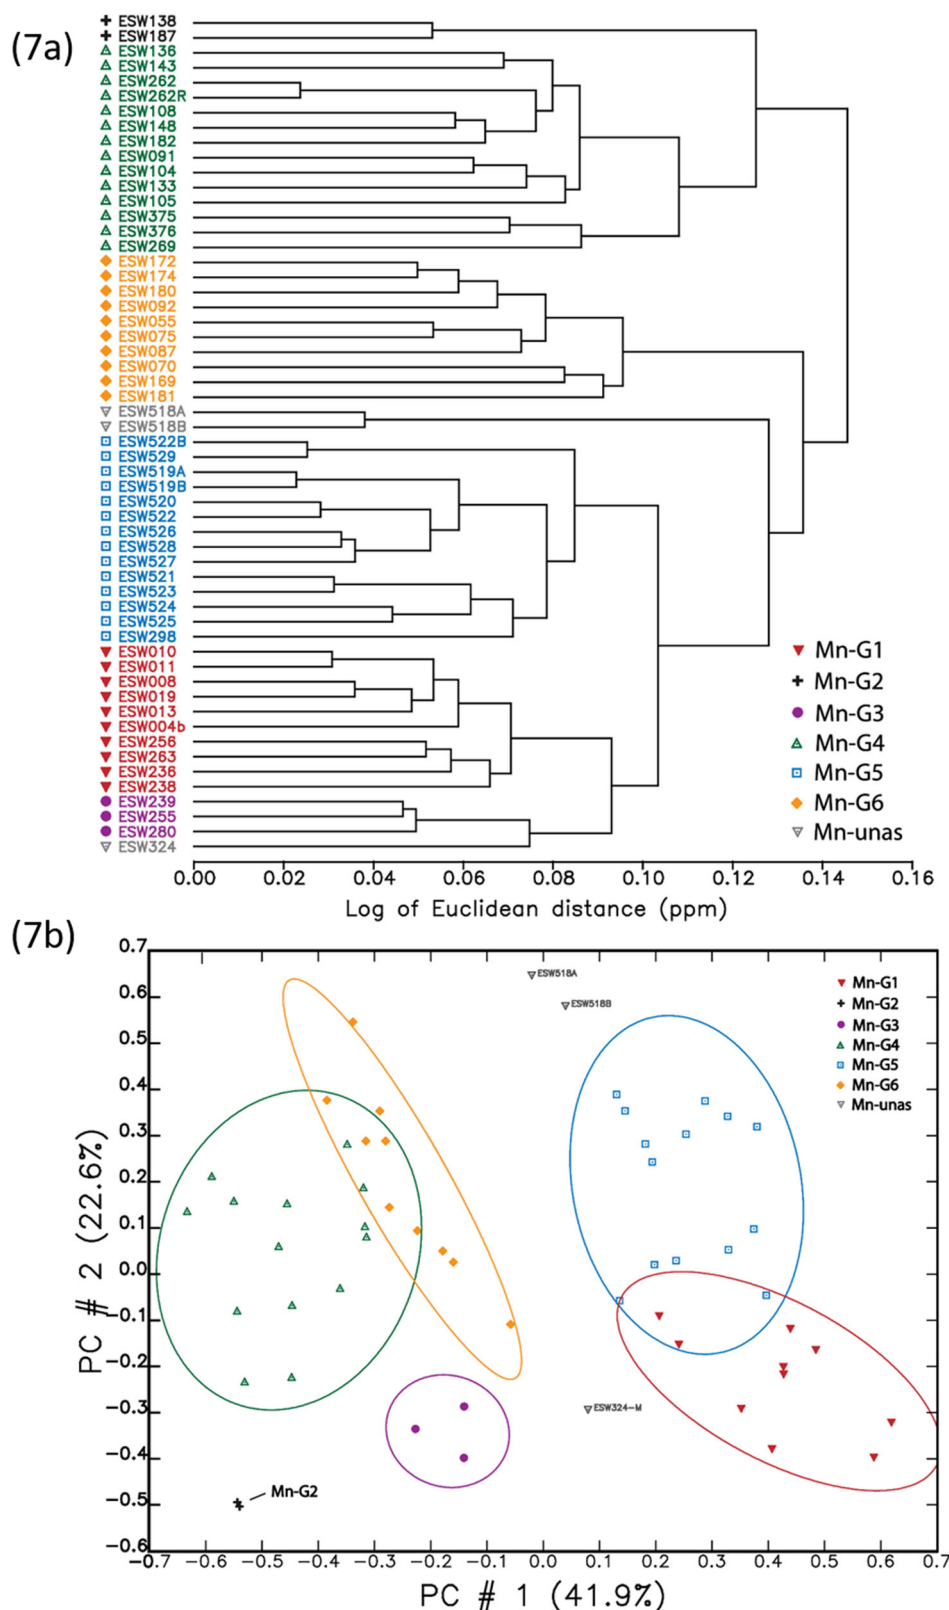 (7a)
ESW138
ESW187
ESW136
ESW143
ESW262
ESW262R
ESW108
ESW148
ESW182
ESW091
ESW104
ESW133
ESW105
ESW375
ESW376
ESW269
ESW172
ESW174
ESW180
ESW092
ESW055
ESW075
ESW087
ESW070
ESW169
ESW181
ESW518A
ESW518B
ESW522B
ESW529
ESW519A
ESW519B
ESW520
ESW522
ESW526
ESW528
ESW527
ESW521
ESW523
ESW524
ESW525
ESW298
ESW010
ESW011
ESW008
ESW019
ESW013
ESW004b
ESW256
ESW263
ESW236
ESW238
ESW239
ESW255
ESW280
ESW324
Mn-G1
Mn-G2
Mn-G3
Mn-G4
Mn-G5
Mn-G6
Mn-unas
0.00 0.02 0.04 0.06 0.08 0.10 0.12 0.14 0.16
Log of Euclidean distance (ppm)
(7b)
PC # 2 (22.6%)
0.7
0.6
0.5
0.4
0.3
0.2
0.1
0.0
-0.1
-0.2
-0.3
-0.4
-0.5
-0.6
ESW518A
ESW518B
ESW324-M
Mn-G2
Mn-G1
Mn-G2
Mn-G3
Mn-G4
Mn-G5
Mn-G6
Mn-unas
-0.7 -0.6 -0.5 -0.4 -0.3 -0.2 -0.1 0.0 0.1 0.2 0.3 0.4 0.5 0.6 0.7
PC # 1 (41.9%)